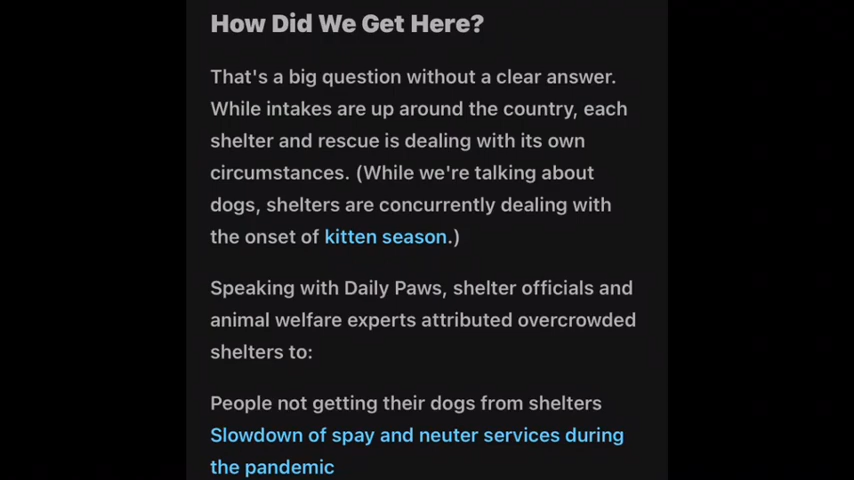 How Did We Get Here?
That's a big question without a clear answer.
While intakes are up around the country, each
shelter and rescue is dealing with its own
circumstances. (While we're talking about
dogs, shelters are concurrently dealing with
the onset of kitten season.)
Speaking with Daily Paws, shelter officials and
animal welfare experts attributed overcrowded
shelters to:
People not getting their dogs from shelters
Slowdown of spay and neuter services during
the pandemic